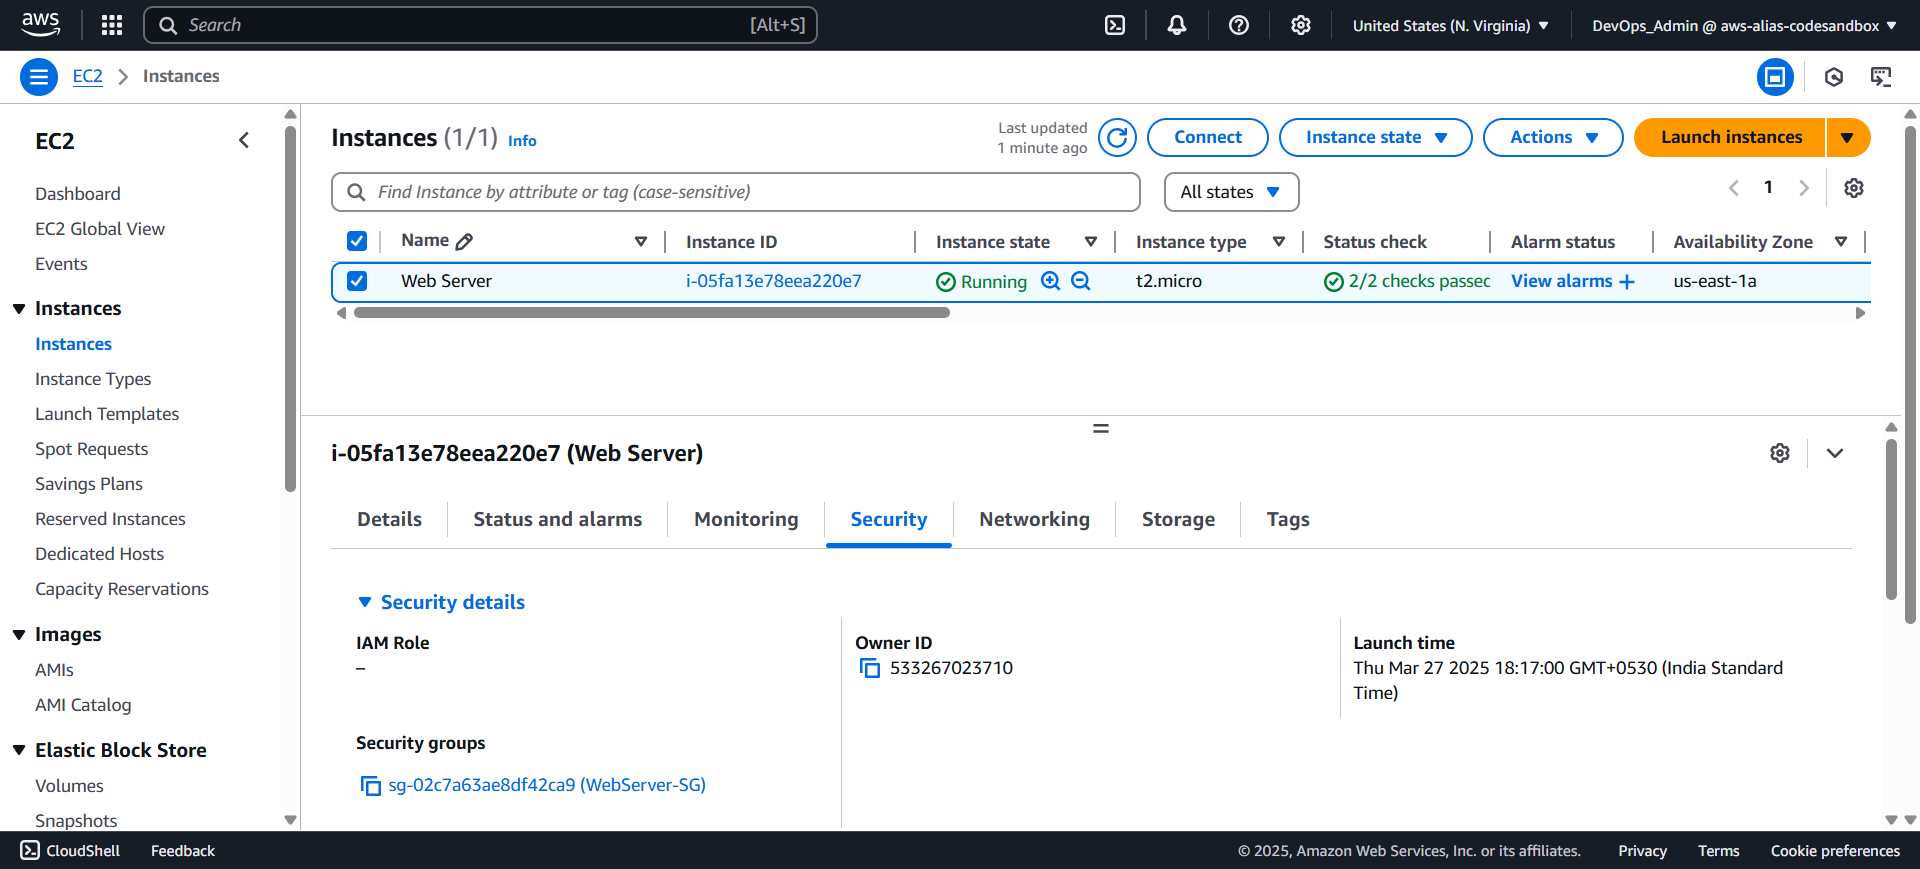 aws
Search [Alt+S]
United States (N. Virginia)
DevOps_Admin @ aws-alias-codesandbox
EC2 Instances
EC2
Dashboard
EC2 Global View
Events
Instances
Instances
Instance Types
Launch Templates
Spot Requests
Savings Plans
Reserved Instances
Dedicated Hosts
Capacity Reservations
Images
AMIs
AMI Catalog
Elastic Block Store
Volumes
Snapshots
Instances (1/1) Info
Last updated
1 minute ago
Connect
Instance state
Actions
Launch instances
Find Instance by attribute or tag (case-sensitive)
All states
1
Name Instance ID Instance state Instance type Status check Alarm status Availability Zone
Web Server i-05fa13e78eea220e7 Running t2.micro 2/2 checks passec View alarms + us-east-1a
i-05fa13e78eea220e7 (Web Server)
Details Status and alarms Monitoring Security Networking Storage Tags
Security details
IAM Role
–
Owner ID
533267023710
Launch time
Thu Mar 27 2025 18:17:00 GMT+0530 (India Standard
Time)
Security groups
sg-02c7a63ae8df42ca9 (WebServer-SG)
CloudShell Feedback
© 2025, Amazon Web Services, Inc. or its affiliates. Privacy Terms Cookie preferences